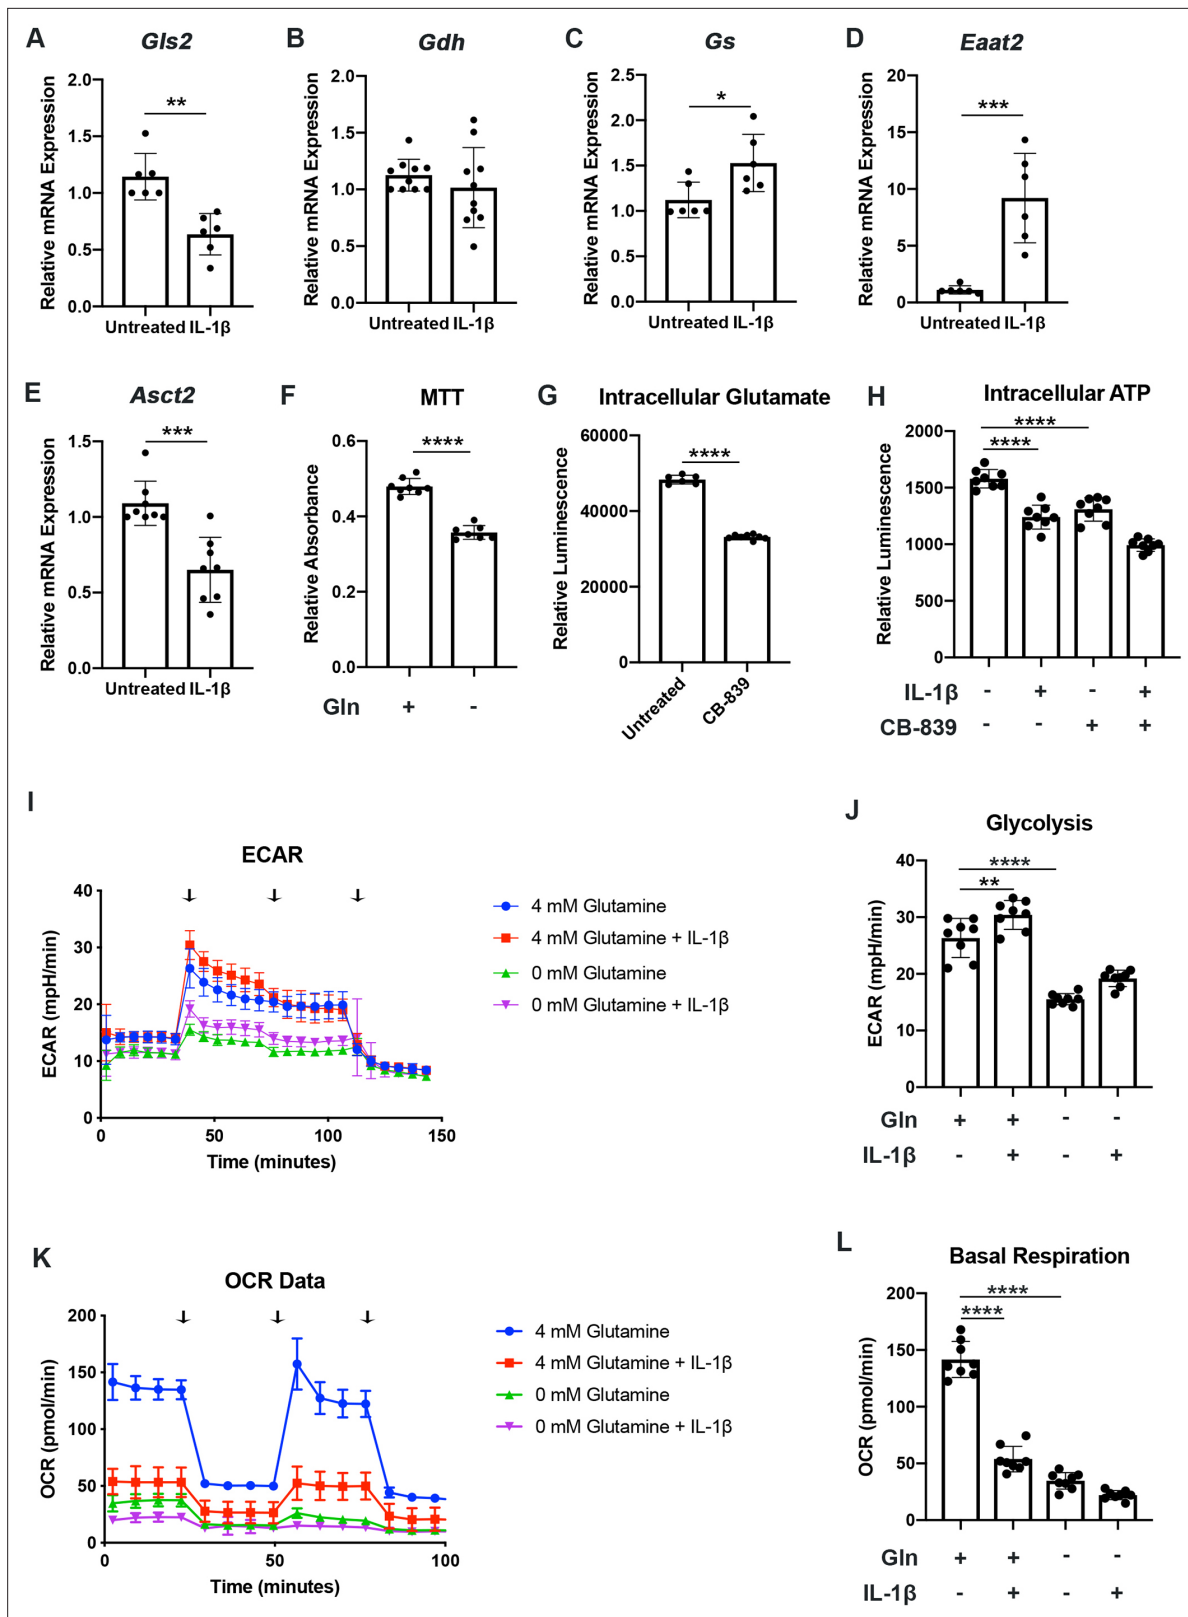 A
Gls2
Relative mRNA Expression
2.0
1.5
1.0
0.5
0.0
**
Untreated IL-1β
B
Gdh
Relative mRNA Expression
2.0
1.5
1.0
0.5
0.0
Untreated IL-1β
C
Gs
Relative mRNA Expression
2.5
2.0
1.5
1.0
0.5
0.0
*
Untreated IL-1β
D
Eaat2
Relative mRNA Expression
20
15
10
5
0
***
Untreated IL-1β
E
Asct2
Relative mRNA Expression
1.5
1.0
0.5
0.0
***
Untreated IL-1β
F
MTT
Relative Absorbance
0.6
0.4
0.2
0.0
****
Gln + -
G
Intracellular Glutamate
Relative Luminescence
60000
40000
20000
0
****
Untreated
CB-839
H
Intracellular ATP
Relative Luminescence
2000
1500
1000
500
0
****
****
IL-1β - + - +
CB-839 - - + +
I
ECAR
ECAR (mpH/min)
40
30
20
10
0
0 50 100 150
Time (minutes)
4 mM Glutamine
4 mM Glutamine + IL-1β
0 mM Glutamine
0 mM Glutamine + IL-1β
J
Glycolysis
ECAR (mpH/min)
40
30
20
10
0
****
**
Gln + + - -
IL-1β - + - +
K
OCR Data
OCR (pmol/min)
200
150
100
50
0
0 50 100
Time (minutes)
4 mM Glutamine
4 mM Glutamine + IL-1β
0 mM Glutamine
0 mM Glutamine + IL-1β
L
Basal Respiration
OCR (pmol/min)
200
150
100
50
0
****
****
Gln + + - -
IL-1β - + - +